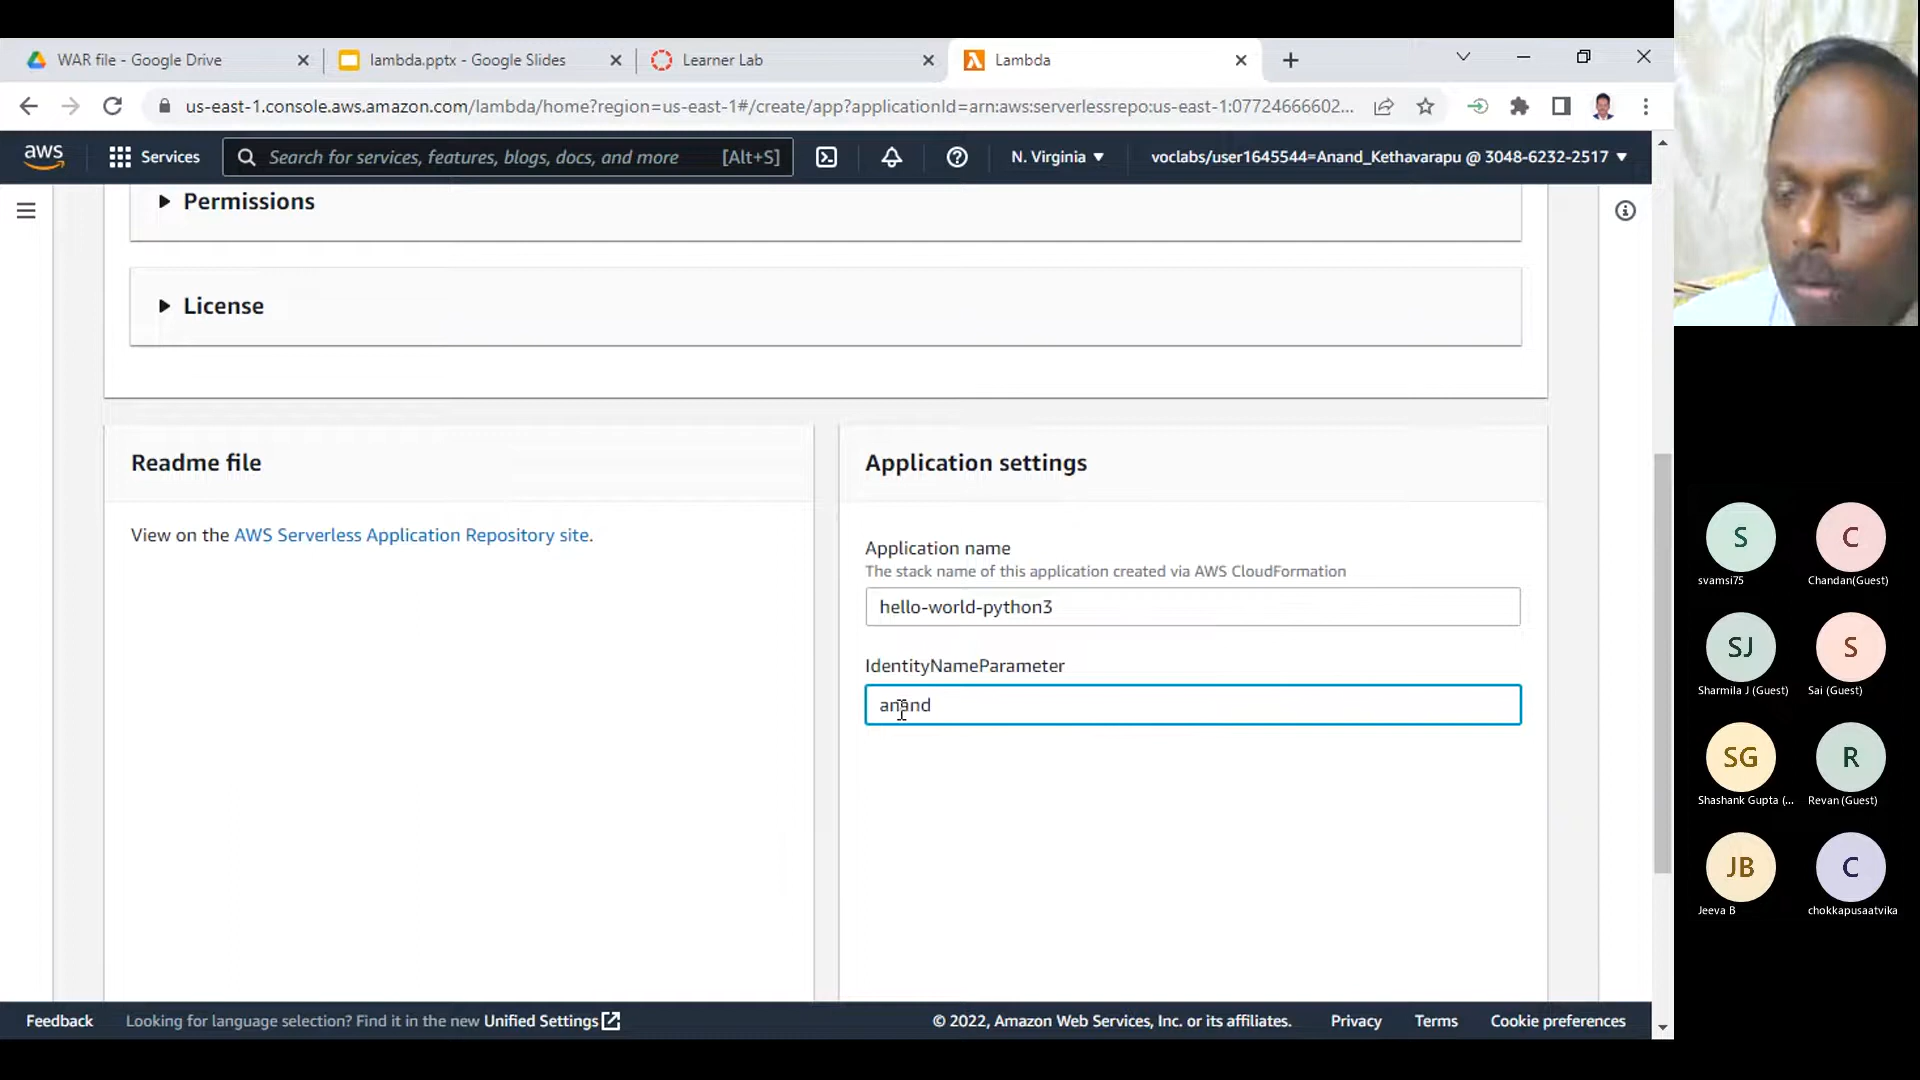 WAR file - Google Drive
lambda.pptx - Google Slides
Learner Lab
Lambda
us-east-1.console.aws.amazon.com/lambda/home?region=us-east-1#/create/app?applicationId=arn:aws:serverlessrepo:us-east-1:07724666602...
aws
Services
Search for services, features, blogs, docs, and more
[Alt+S]
N. Virginia
voclabs/user1645544=Anand_Kethavarapu @ 3048-6232-2517
Permissions
License
Readme file
View on the AWS Serverless Application Repository site.
Application settings
Application name
The stack name of this application created via AWS CloudFormation
hello-world-python3
IdentityNameParameter
anand
Feedback
Looking for language selection? Find it in the new Unified Settings
© 2022, Amazon Web Services, Inc. or its affiliates.
Privacy
Terms
Cookie preferences
S
svamsi75
C
Chandan(Guest)
SJ
Sharmila J (Guest)
S
Sai (Guest)
SG
Shashank Gupta (...
R
Revan (Guest)
JB
Jeeva B
C
chokkapusaatvika